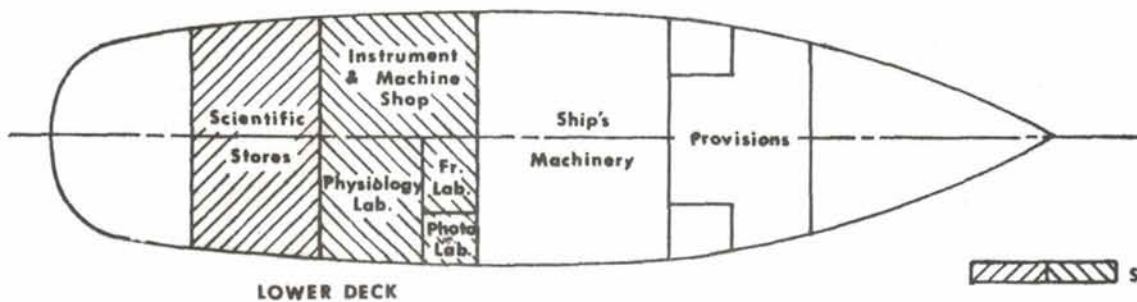 Instrument
& Machine
Shop
Scientific
Stores
Physiology
Lab.
Fr.
Lab.
Photo
Lab.
Ship's
Machinery
Provisions
LOWER DECK
S